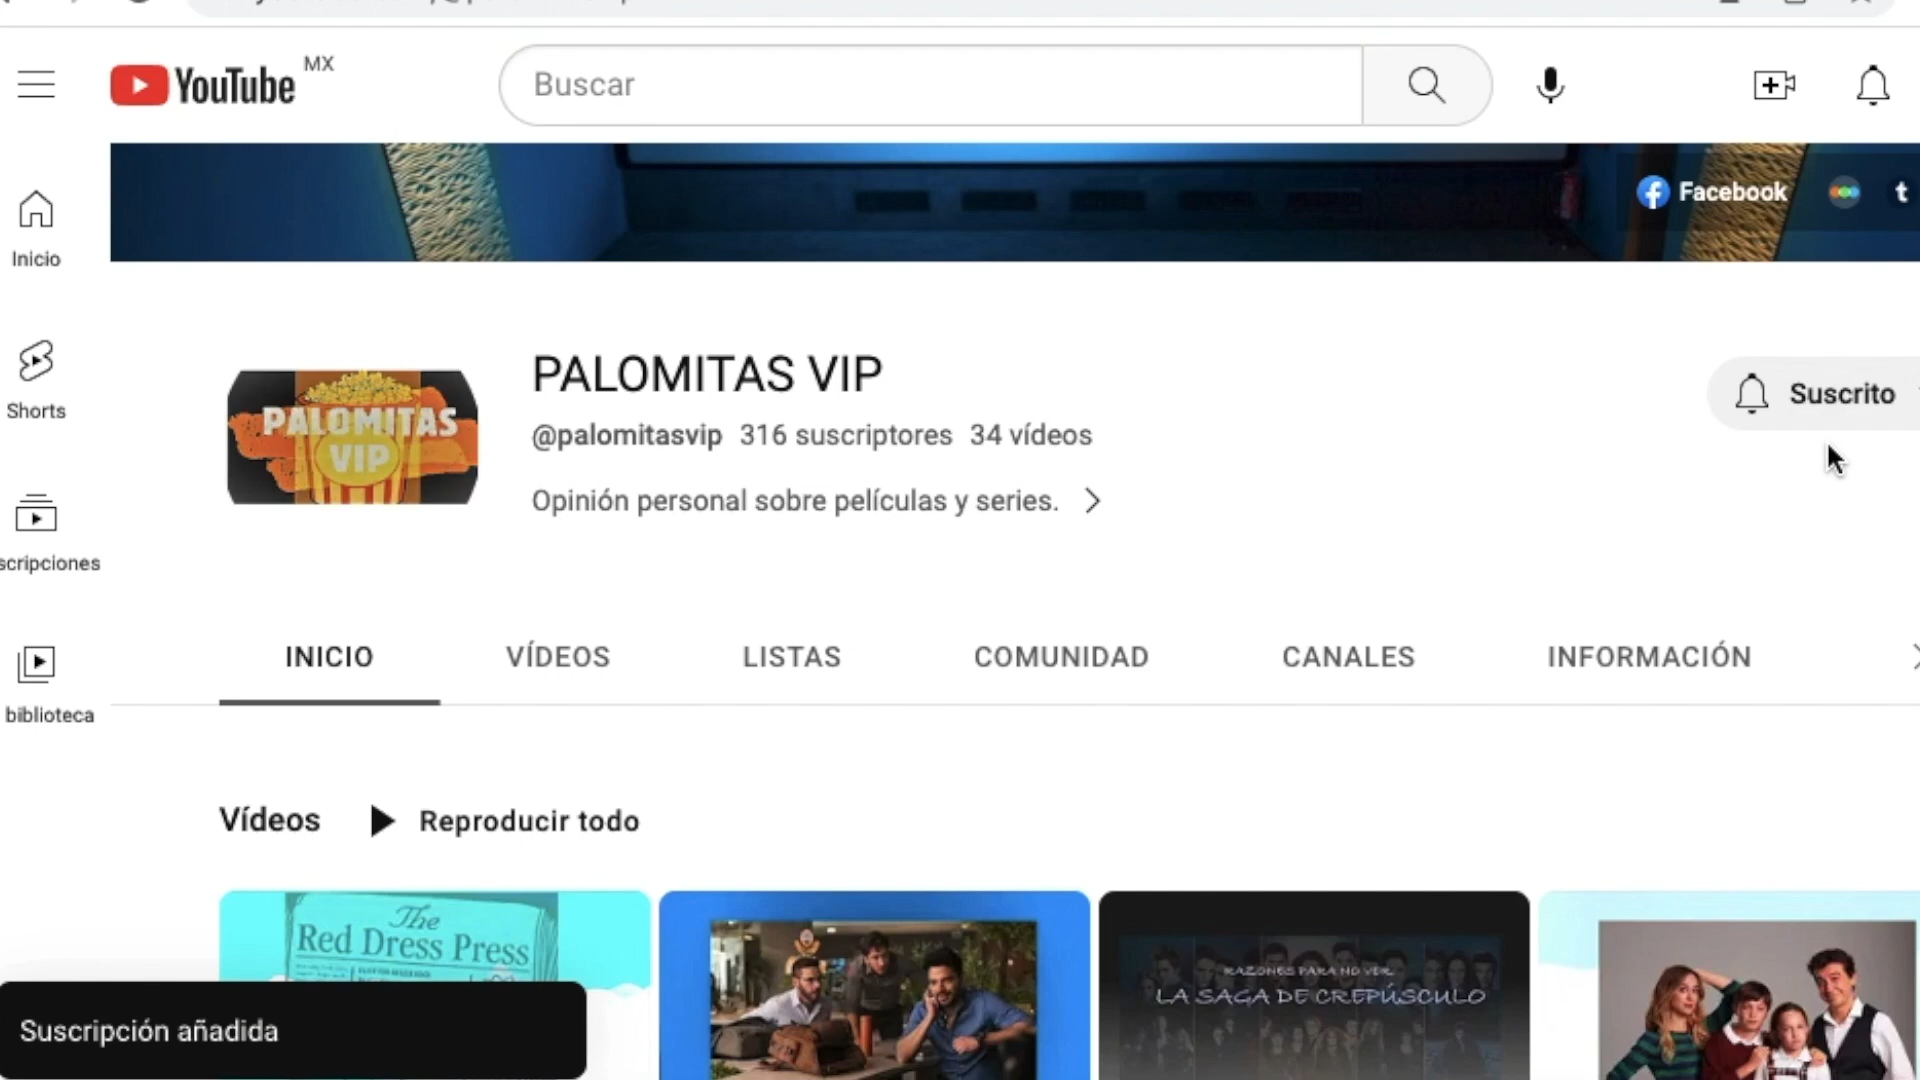 YouTube MX
Buscar
Facebook
t
Inicio
Shorts
scripciones
biblioteca
PALOMITAS
VIP
PALOMITAS VIP
@palomitasvip 316 suscriptores 34 vídeos
Opinión personal sobre películas y series.
Suscrito
INICIO VÍDEOS LISTAS COMUNIDAD CANALES INFORMACIÓN
Vídeos Reproducir todo
The
Red Dress Press
RAZONES PARA NO VER
LA SAGA DE CREPÚSCULO
Suscripción añadida